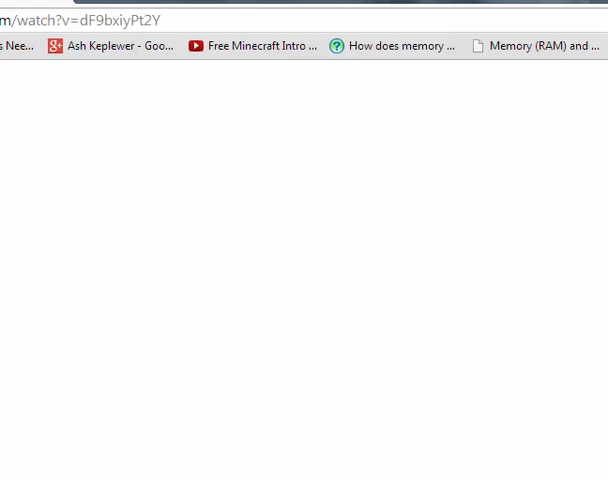 m/watch?v=dF9bxiyPt2Y
s Nee... Ash Keplewer - Goo... Free Minecraft Intro ... How does memory ... Memory (RAM) and ...